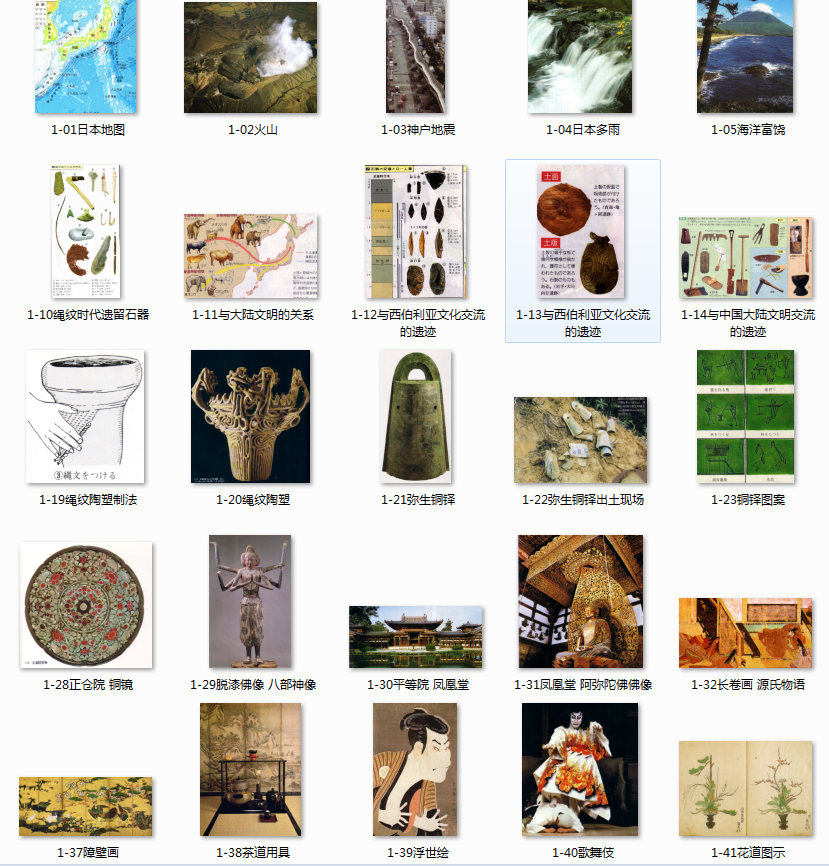 1-01日本地图
1-02火山
1-03神户地震
1-04日本多雨
1-05海洋富饶
1-10绳纹时代遗留石器
1-11与大陆文明的关系
土面
土版
1-12与西伯利亚文化交流
的遗迹
1-13与西伯利亚文化交流
的遗迹
1-14与中国大陆文明交流
的遗迹
③縄文をつける
1-19绳纹陶塑制法
1-20绳纹陶塑
1-21弥生铜铎
1-22弥生铜铎出土现场
1-23铜铎图案
1-28正仓院 铜镜
1-29脱漆佛像 八部神像
1-30平等院 凤凰堂
1-31凤凰堂 阿弥陀佛佛像
1-32长卷画 源氏物语
1-37障壁画
1-38茶道用具
1-39浮世绘
1-40歌舞伎
1-41花道图示